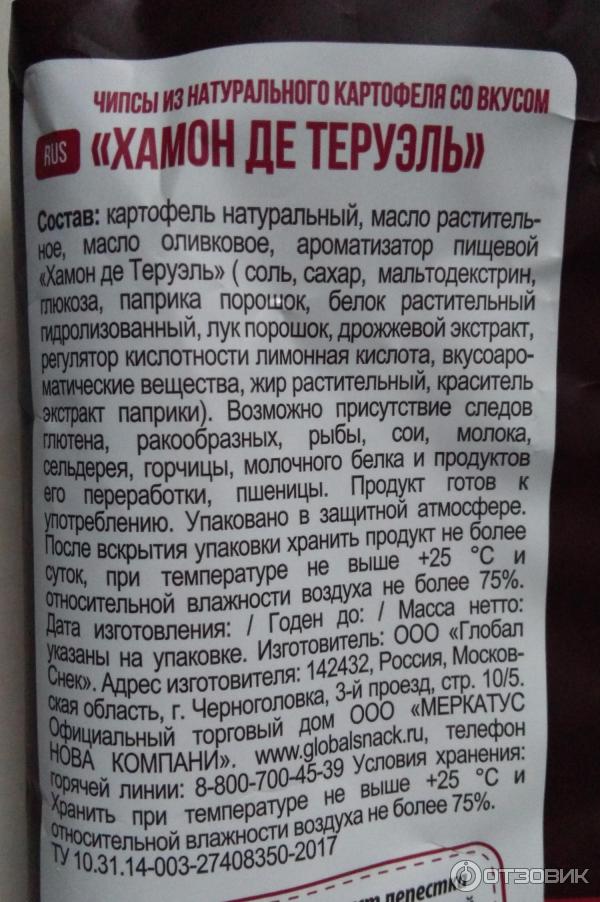 ЧИПСЫ ИЗ НАТУРАЛЬНОГО КАРТОФЕЛЯ СО ВКУСОМ
RUS «ХАМОН ДЕ ТЕРУЭЛЬ»
Состав: картофель натуральный, масло раститель-
ное, масло оливковое, ароматизатор пищевой
«Хамон де Теруэль» ( соль, сахар, мальтодекстрин,
глюкоза, паприка порошок, белок растительный
гидролизованный, лук порошок, дрожжевой экстракт,
регулятор кислотности лимонная кислота, вкусоаро-
матические вещества, жир растительный, краситель
экстракт паприки). Возможно присутствие следов
глютена, ракообразных, рыбы, сои, молока,
сельдерея, горчицы, молочного белка и продуктов
его переработки, пшеницы. Продукт готов к
употреблению. Упаковано в защитной атмосфере.
После вскрытия упаковки хранить продукт не более
суток, при температуре не выше +25 °C и
относительной влажности воздуха не более 75%.
Дата изготовления: / Годен до: / Масса нетто:
указаны на упаковке. Изготовитель: ООО «Глобал
Снек». Адрес изготовителя: 142432, Россия, Москов-
ская область, г. Черноголовка, 3-й проезд, стр. 10/5.
Официальный торговый дом ООО «МЕРКАТУС
НОВА КОМПАНИ». www.globalsnack.ru, телефон
горячей линии: 8-800-700-45-39 Условия хранения:
Хранить при температуре не выше +25 °C и
относительной влажности воздуха не более 75%.
ТУ 10.31.14-003-27408350-2017
лепестки
ОТЗОВИК